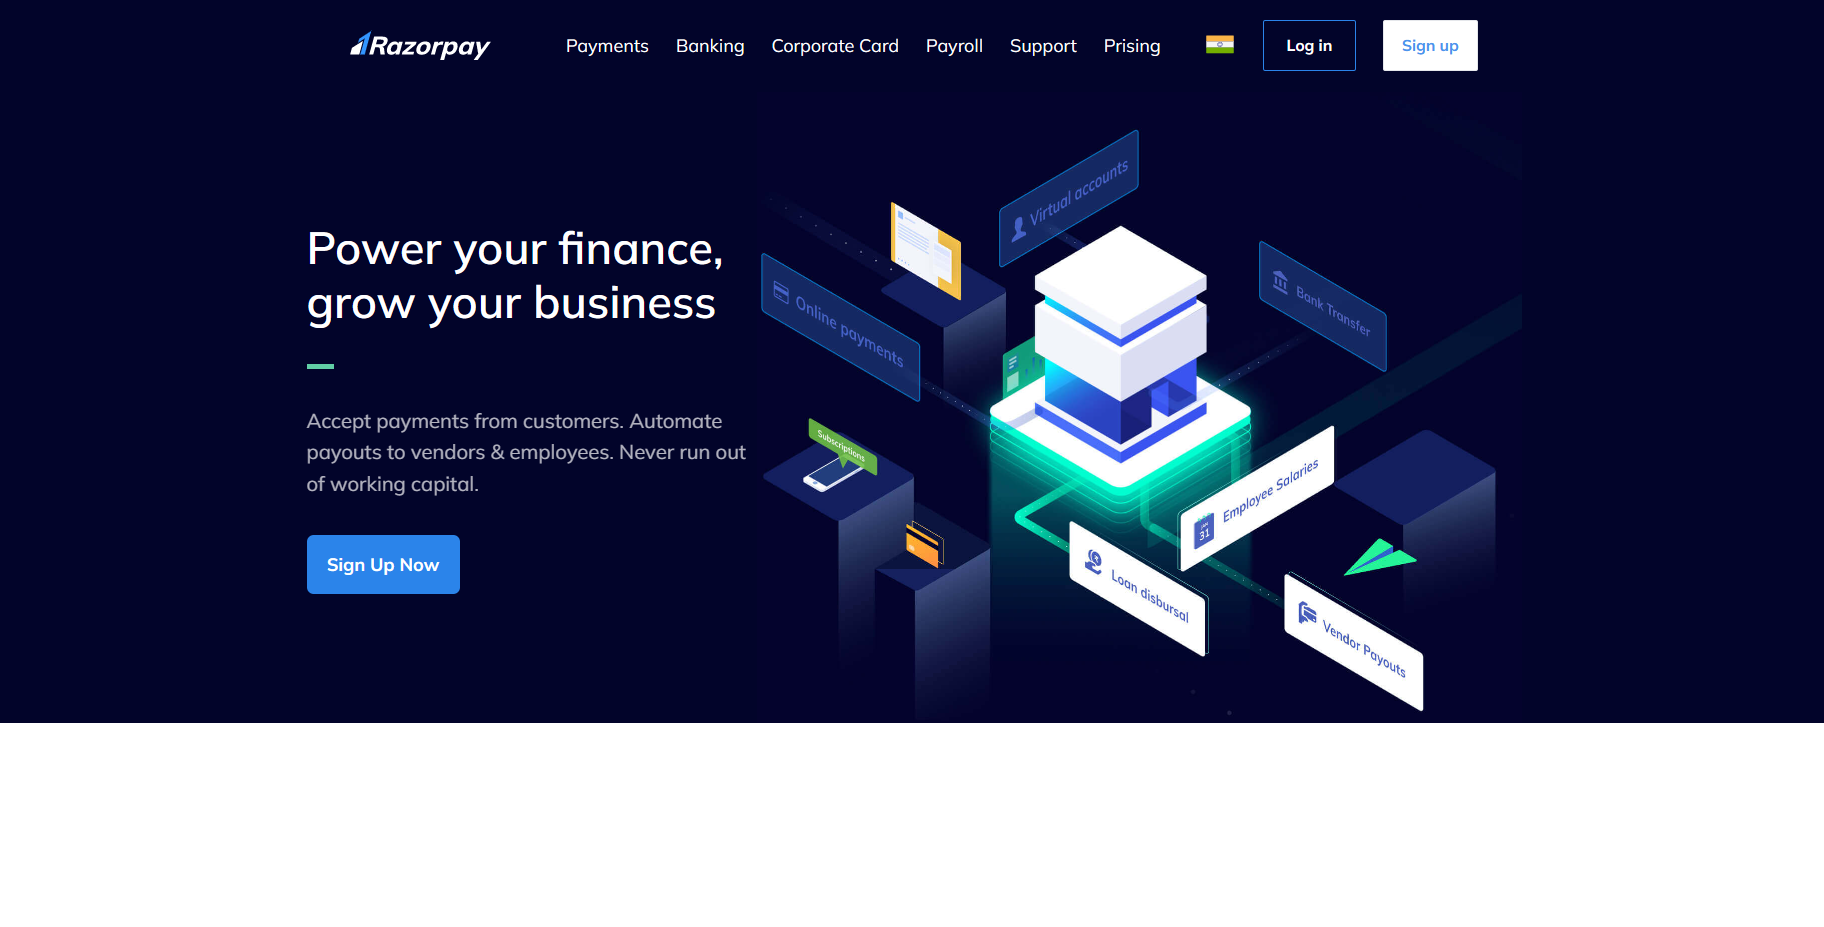 Razorpay
Payments Banking Corporate Card Payroll Support Prising
Log in
Sign up
Power your finance,
grow your business
Accept payments from customers. Automate
payouts to vendors & employees. Never run out
of working capital.
Sign Up Now
Virtual accounts
Online payments
Bank Transfer
Subscriptions
Employee Salaries
JAN
31
Loan disbursal
Vendor Payouts